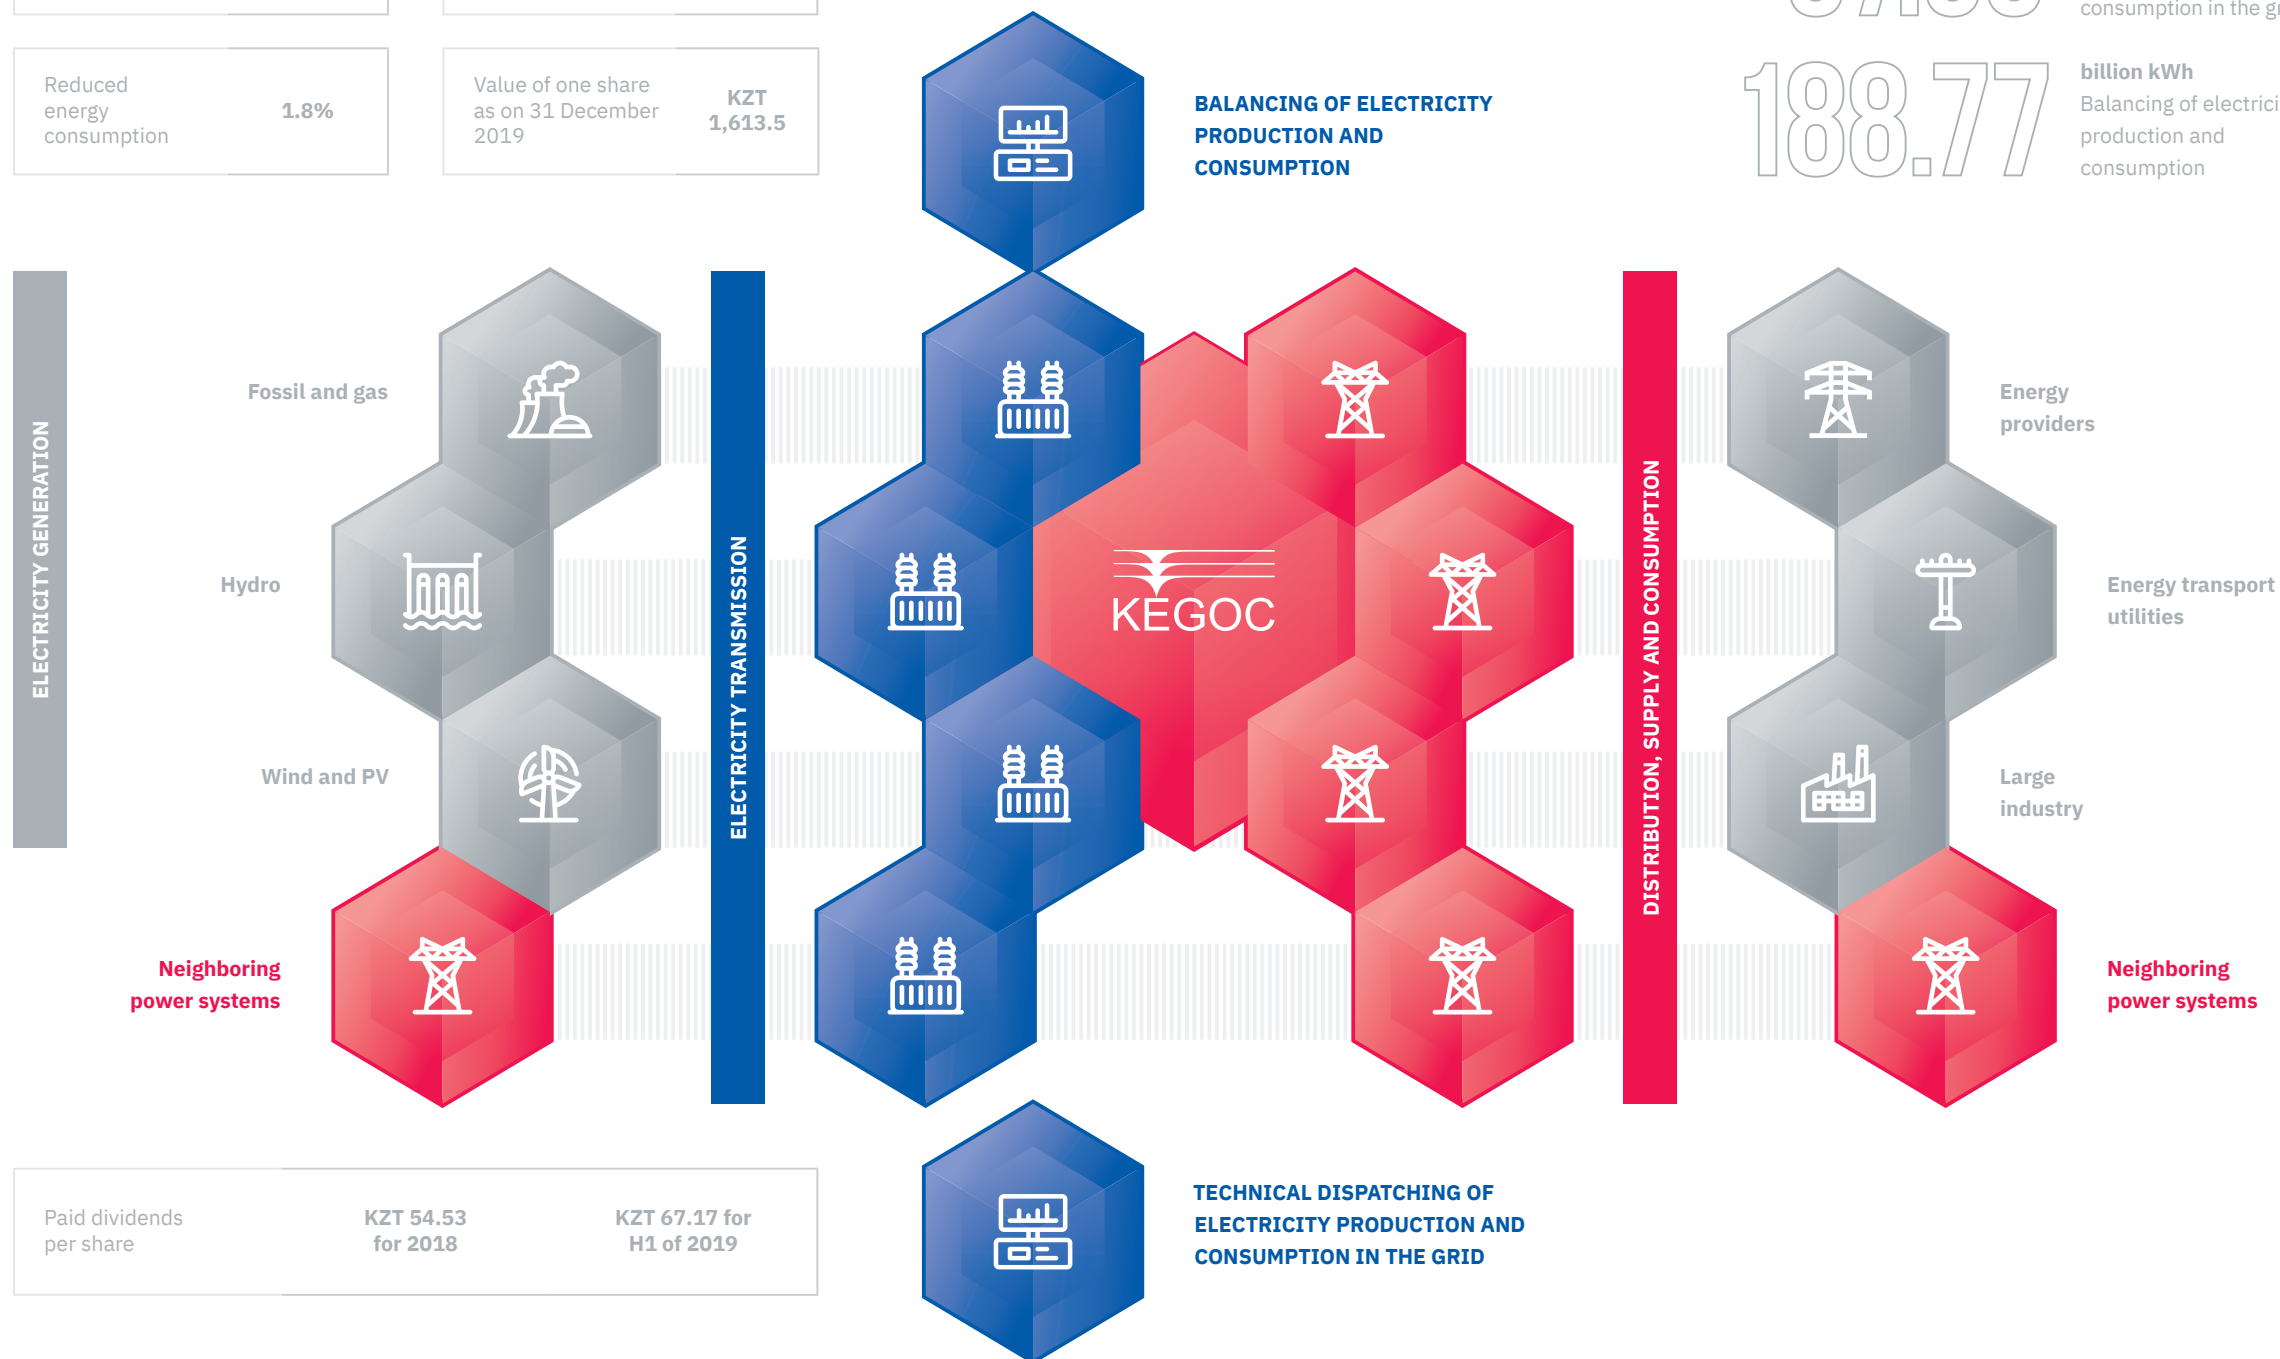 consumption in the
Reduced
energy
consumption
1.8%
Value of one share
as on 31 December
2019
KZT
1,613.5
BALANCING OF ELECTRICITY
PRODUCTION AND
CONSUMPTION
188.77
billion kWh
Balancing of
production and
consumption
ELECTRICITY GENERATION
Fossil and gas
Hydro
Wind and PV
Neighboring
power systems
ELECTRICITY TRANSMISSION
KEGOC
DISTRIBUTION, SUPPLY AND CONSUMPTION
Energy
providers
Energy transport
utilities
Large
industry
Neighboring
power systems
Paid dividends
per share
KZT 54.53
for 2018
KZT 67.17 for
H1 of 2019
TECHNICAL DISPATCHING OF
ELECTRICITY PRODUCTION AND
CONSUMPTION IN THE GRID